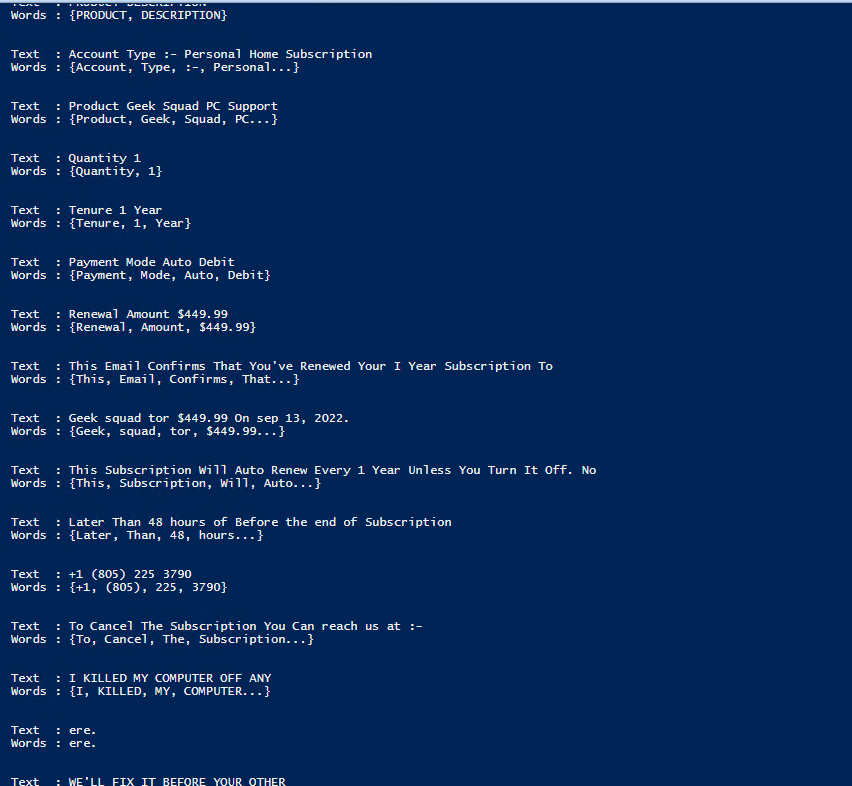 Text : PRODUCT DESCRIPTION
Words : {PRODUCT, DESCRIPTION}
Text : Account Type :- Personal Home Subscription
Words : {Account, Type, :-, Personal...}
Text : Product Geek Squad PC Support
Words : {Product, Geek, Squad, PC...}
Text : Quantity 1
Words : {Quantity, 1}
Text : Tenure 1 Year
Words : {Tenure, 1, Year}
Text : Payment Mode Auto Debit
Words : {Payment, Mode, Auto, Debit}
Text : Renewal Amount $449.99
Words : {Renewal, Amount, $449.99}
Text : This Email Confirms That You've Renewed Your I Year Subscription To
Words : {This, Email, Confirms, That...}
Text : Geek squad tor $449.99 On sep 13, 2022.
Words : {Geek, squad, tor, $449.99...}
Text : This Subscription Will Auto Renew Every 1 Year Unless You Turn It Off. No
Words : {This, Subscription, Will, Auto...}
Text : Later Than 48 hours of Before the end of Subscription
Words : {Later, Than, 48, hours...}
Text : +1 (805) 225 3790
Words : {+1, (805), 225, 3790}
Text : To Cancel The Subscription You Can reach us at :-
Words : {To, Cancel, The, Subscription...}
Text : I KILLED MY COMPUTER OFF ANY
Words : {I, KILLED, MY, COMPUTER...}
Text : ere.
Words : ere.
Text : WE'LL FIX IT BEFORE YOUR OTHER